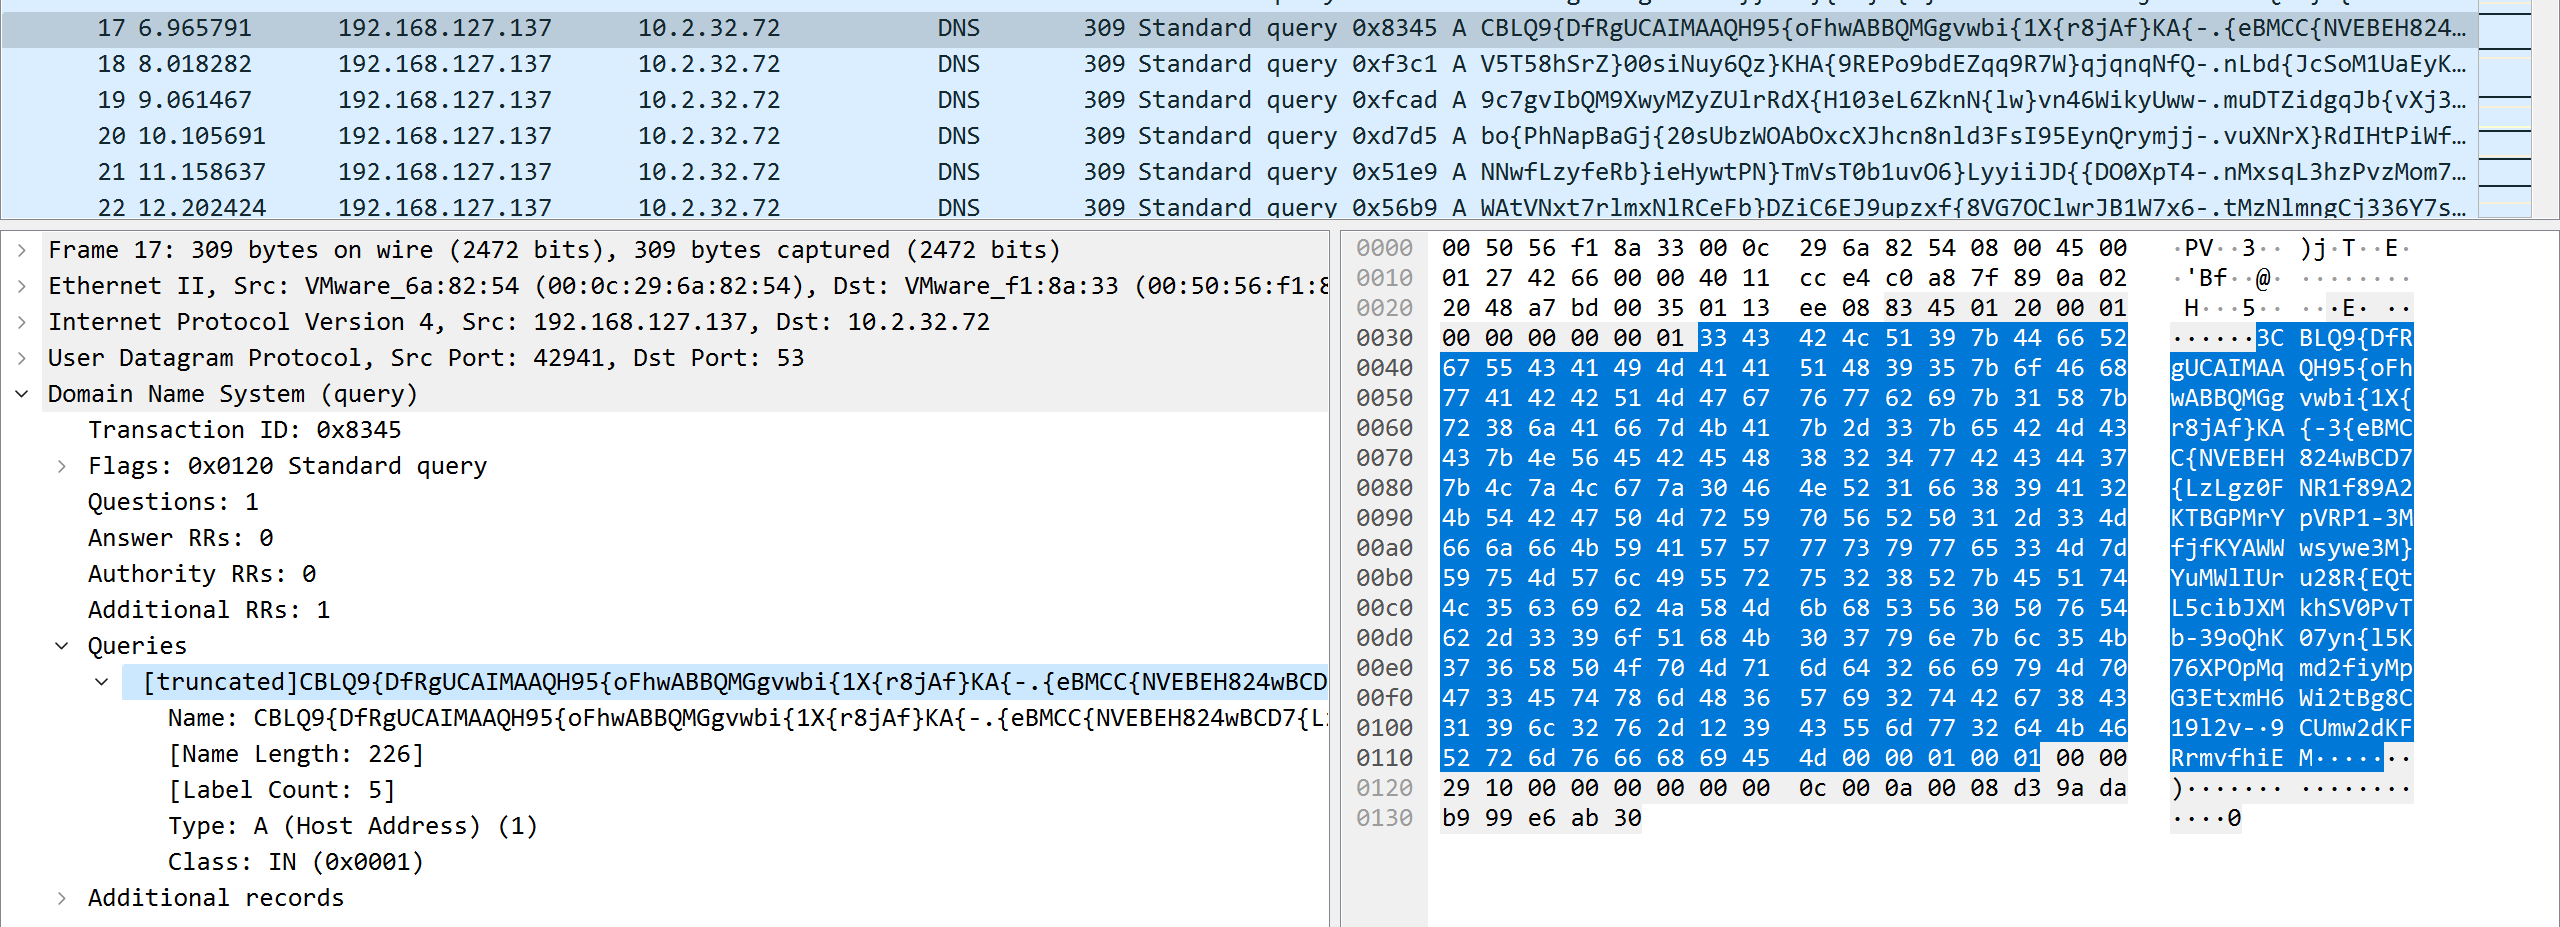 17 6.965791 192.168.127.137 10.2.32.72 DNS 309 Standard query 0x8345 A CBLQ9{DfRgUCAIMAAQH95{oFhwABBQMGgvwbi{1X{r8jAf}KA{-.{eBMCC{NVEBEH824…
18 8.018282 192.168.127.137 10.2.32.72 DNS 309 Standard query 0xf3c1 A V5T58hSrZ}00siNuy6Qz}KHA{9REPo9bdEZqq9R7W}qjqnqNfQ-.nLbd{JcSoM1UaEyK…
19 9.061467 192.168.127.137 10.2.32.72 DNS 309 Standard query 0xfcad A 9c7gvIbQM9XwyMZyZUlrRdX{H103eL6ZknN{lw}vn46WikyUww-.muDTZidgqJb{vXj3…
20 10.105691 192.168.127.137 10.2.32.72 DNS 309 Standard query 0xd7d5 A bo{PhNapBaGj{20sUbzWOAbOxcXJhcn8nld3FsI95EynQrymjj-.vuXNrX}RdIHtPiWf…
21 11.158637 192.168.127.137 10.2.32.72 DNS 309 Standard query 0x51e9 A NNwfLzyfeRb}ieHywtPN}TmVsT0b1uvO6}LyyiiJD{{DO0XpT4-.nMxsqL3hzPvzMom7…
22 12.202424 192.168.127.137 10.2.32.72 DNS 309 Standard query 0x56b9 A WAtVNxt7rlmxNlRCeFb}DZiC6EJ9upzxf{8VG7OClwrJB1W7x6-.tMzNlmngCj336Y7s…
Frame 17: 309 bytes on wire (2472 bits), 309 bytes captured (2472 bits)
Ethernet II, Src: VMware_6a:82:54 (00:0c:29:6a:82:54), Dst: VMware_f1:8a:33 (00:50:56:f1:8
Internet Protocol Version 4, Src: 192.168.127.137, Dst: 10.2.32.72
User Datagram Protocol, Src Port: 42941, Dst Port: 53
Domain Name System (query)
Transaction ID: 0x8345
Flags: 0x0120 Standard query
Questions: 1
Answer RRs: 0
Authority RRs: 0
Additional RRs: 1
Queries
[truncated]CBLQ9{DfRgUCAIMAAQH95{oFhwABBQMGgvwbi{1X{r8jAf}KA{-.{eBMCC{NVEBEH824wBCD
Name: CBLQ9{DfRgUCAIMAAQH95{oFhwABBQMGgvwbi{1X{r8jAf}KA{-.{eBMCC{NVEBEH824wBCD7{L
[Name Length: 226]
[Label Count: 5]
Type: A (Host Address) (1)
Class: IN (0x0001)
Additional records
0000 00 50 56 f1 8a 33 00 0c 29 6a 82 54 08 00 45 00 ·PV··3·· )j·T··E·
0010 01 27 42 66 00 00 40 11 cc e4 c0 a8 7f 89 0a 02 ·'Bf··@· ········
0020 20 48 a7 bd 00 35 01 13 ee 08 83 45 01 20 00 01 H···5·· ···E· ··
0030 00 00 00 00 00 01 33 43 42 4c 51 39 7b 44 66 52 ······3C BLQ9{DfR
0040 67 55 43 41 49 4d 41 41 51 48 39 35 7b 6f 46 68 gUCAIMAA QH95{oFh
0050 77 41 42 42 51 4d 47 67 76 77 62 69 7b 31 58 7b wABBQMGg vwbi{1X{
0060 72 38 6a 41 66 7d 4b 41 7b 2d 33 7b 65 42 4d 43 r8jAf}KA {-3{eBMC
0070 43 7b 4e 56 45 42 45 48 38 32 34 77 42 43 44 37 C{NVEBEH 824wBCD7
0080 7b 4c 7a 4c 67 7a 30 46 4e 52 31 66 38 39 41 32 {LzLgz0F NR1f89A2
0090 4b 54 42 47 50 4d 72 59 70 56 52 50 31 2d 33 4d KTBGPMrY pVRP1-3M
00a0 66 6a 66 4b 59 41 57 57 77 73 79 77 65 33 4d 7d fjfKYAWW wsywe3M}
00b0 59 75 4d 57 6c 49 55 72 75 32 38 52 7b 45 51 74 YuMWlIUr u28R{EQt
00c0 4c 35 63 69 62 4a 58 4d 6b 68 53 56 30 50 76 54 L5cibJXM khSV0PvT
00d0 62 2d 33 39 6f 51 68 4b 30 37 79 6e 7b 6c 35 4b b-39oQhK 07yn{l5K
00e0 37 36 58 50 4f 70 4d 71 6d 64 32 66 69 79 4d 70 76XPOpMq md2fiyMp
00f0 47 33 45 74 78 6d 48 36 57 69 32 74 42 67 38 43 G3EtxmH6 Wi2tBg8C
0100 31 39 6c 32 76 2d 12 39 43 55 6d 77 32 64 4b 46 19l2v-·9 CUmw2dKF
0110 52 72 6d 76 66 68 69 45 4d 00 00 01 00 01 00 00 RrmvfhiE M·······
0120 29 10 00 00 00 00 00 00 0c 00 0a 00 08 d3 9a da )······· ········
0130 b9 99 e6 ab 30 ····0